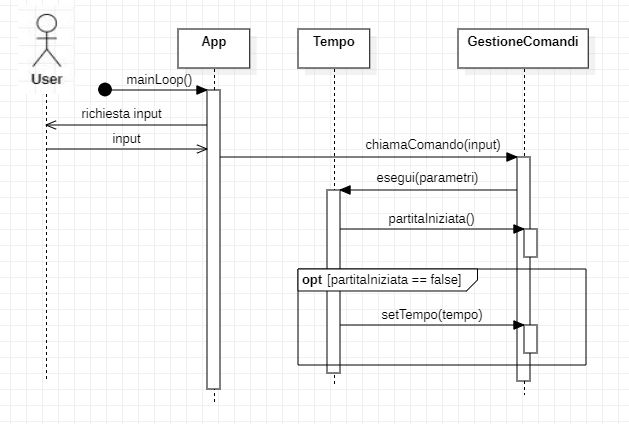 App
Tempo
GestioneComandi
User
mainLoop()
richiesta input
input
chiamaComando(input)
esegui(parametri)
partitaIniziata()
opt [partitaIniziata == false]
setTempo(tempo)